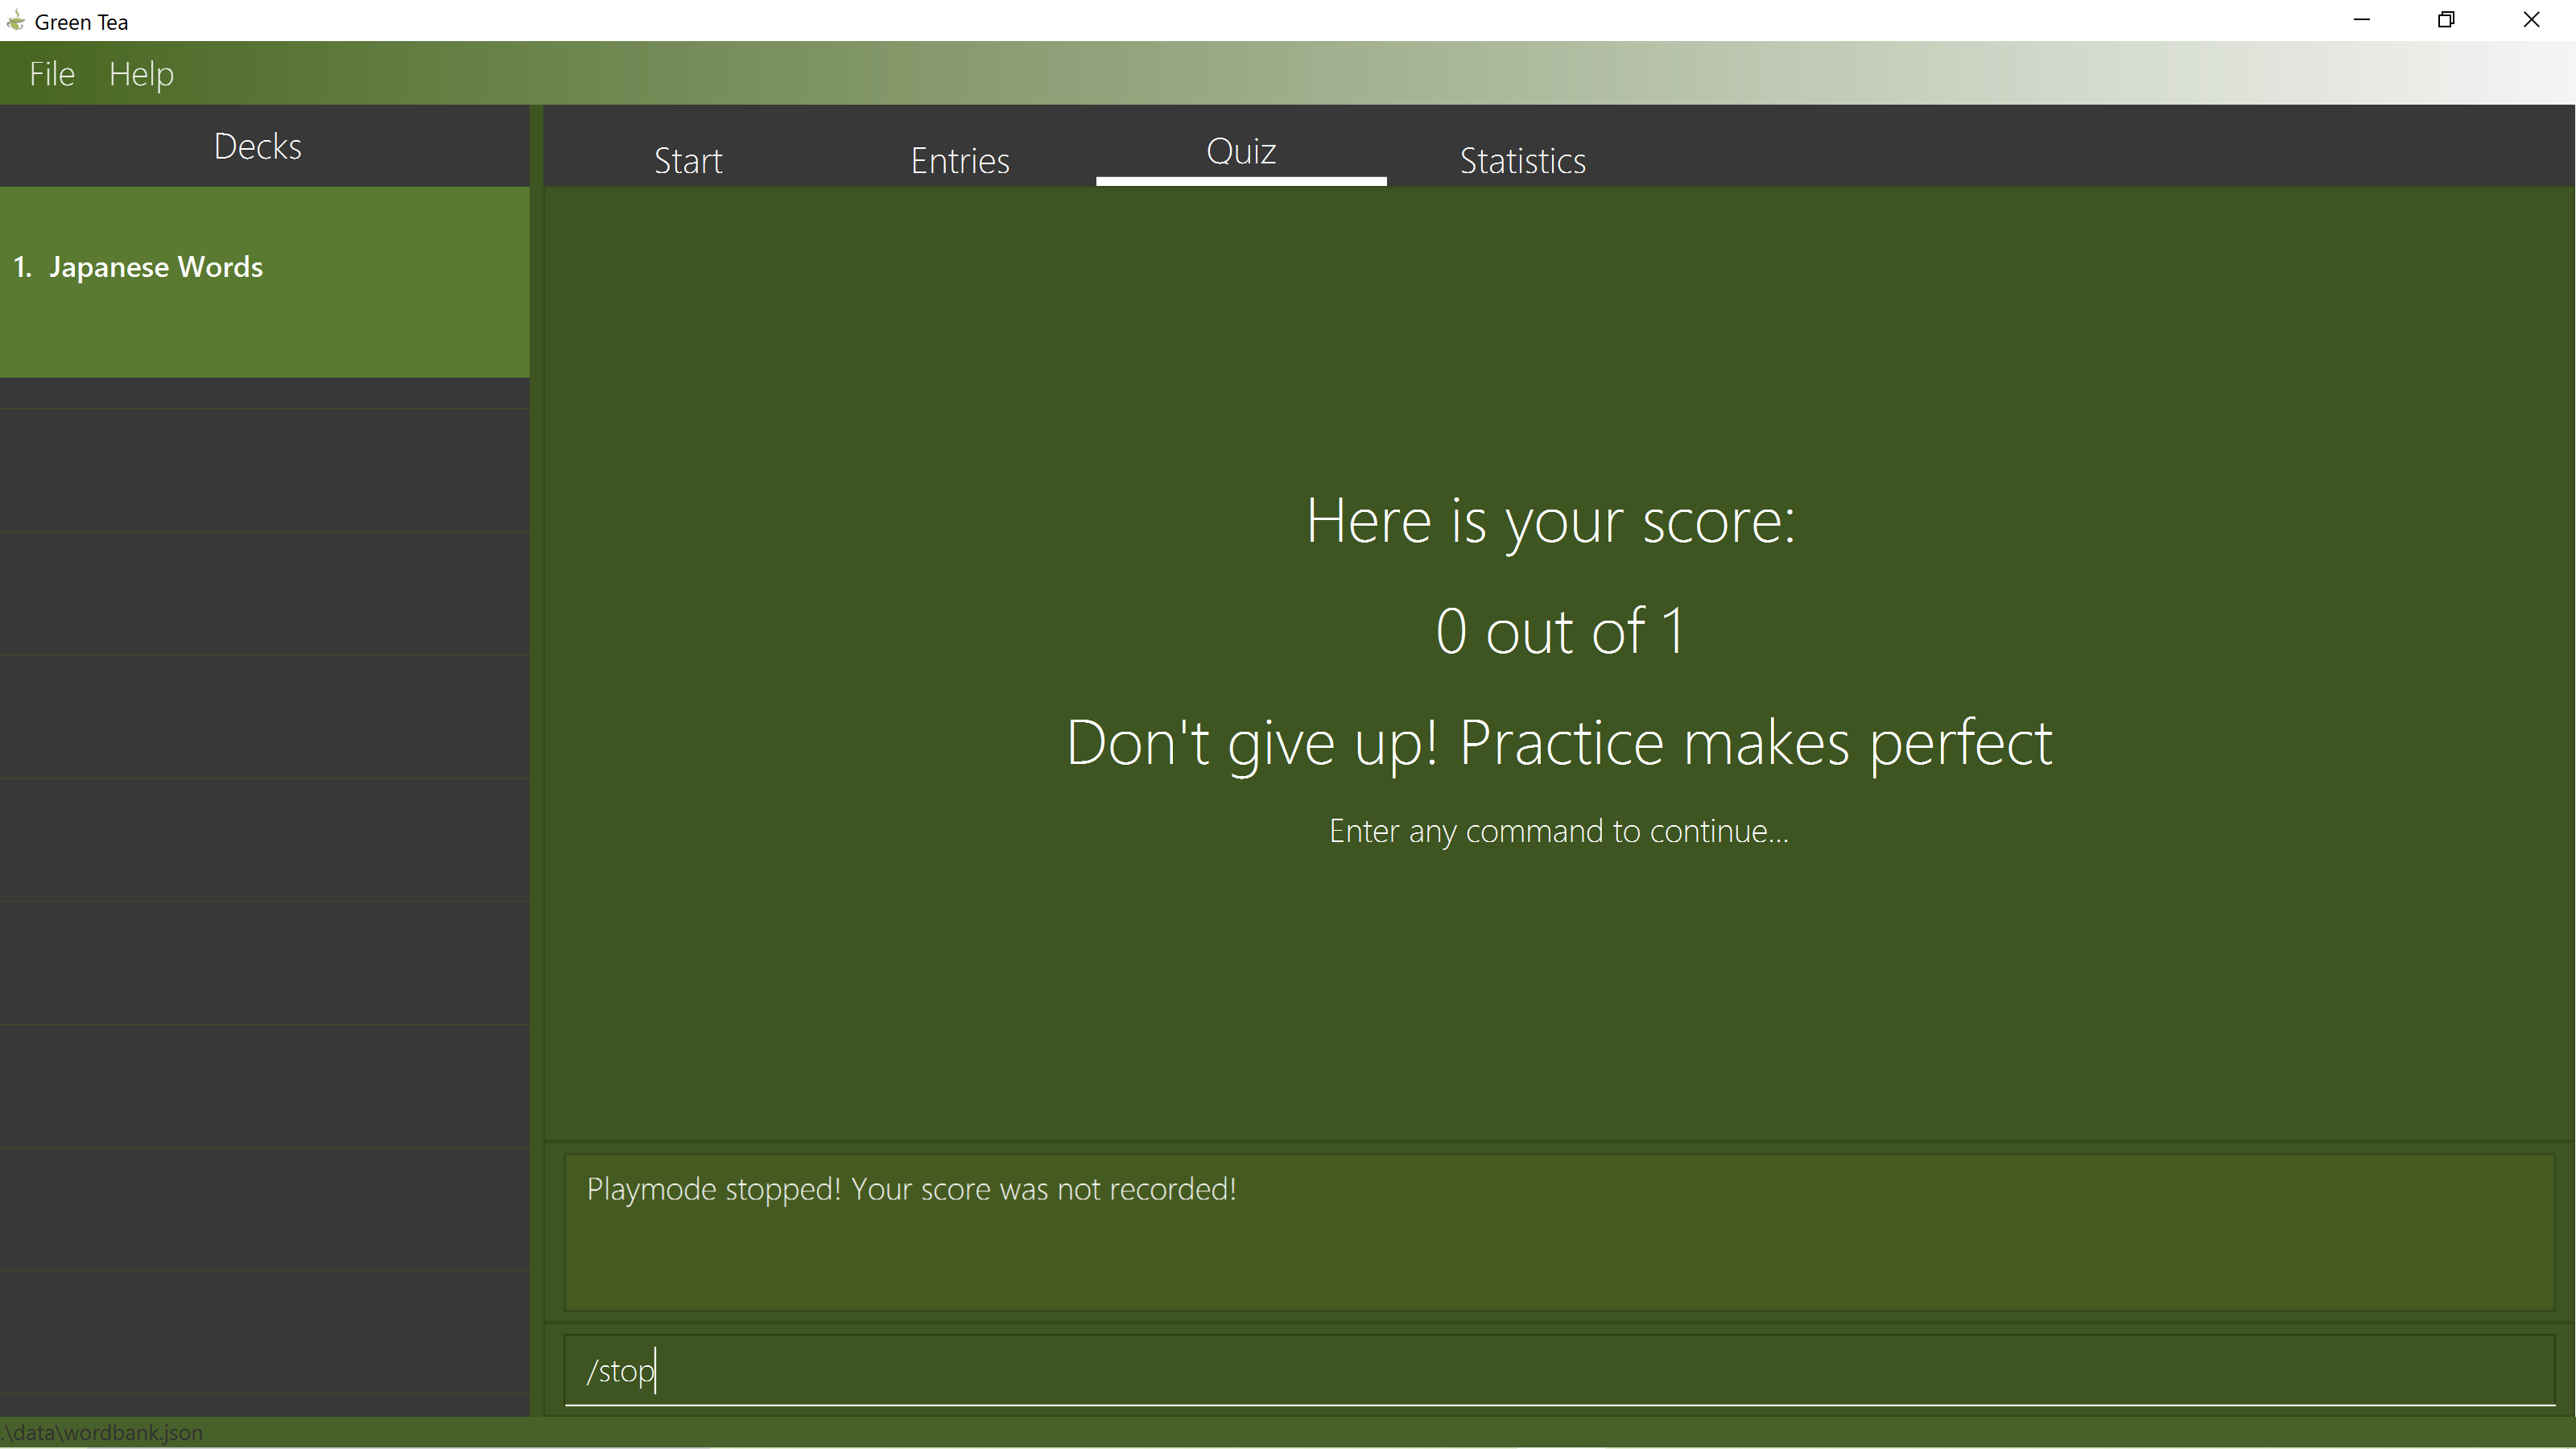 Green Tea
File Help
Decks
Start Entries Quiz Statistics
1. Japanese Words
Here is your score:
0 out of 1
Don't give up! Practice makes perfect
Enter any command to continue...
Playmode stopped! Your score was not recorded!
/stop
.\data\wordbank.json